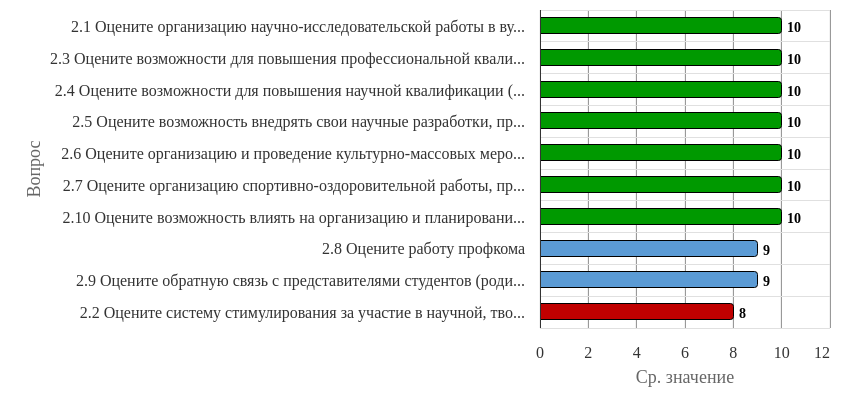 2.1 Оцените организацию научно-исследовательской работы в ву... 10
2.3 Оцените возможности для повышения профессиональной квали... 10
2.4 Оцените возможности для повышения научной квалификации (... 10
2.5 Оцените возможность внедрять свои научные разработки, пр... 10
2.6 Оцените организацию и проведение культурно-массовых меро... 10
2.7 Оцените организацию спортивно-оздоровительной работы, пр... 10
2.10 Оцените возможность влиять на организацию и планировани... 10
2.8 Оцените работу профкома 9
2.9 Оцените обратную связь с представителями студентов (роди... 9
2.2 Оцените систему стимулирования за участие в научной, тво... 8
Вопрос
0 2 4 6 8 10 12
Ср. значение